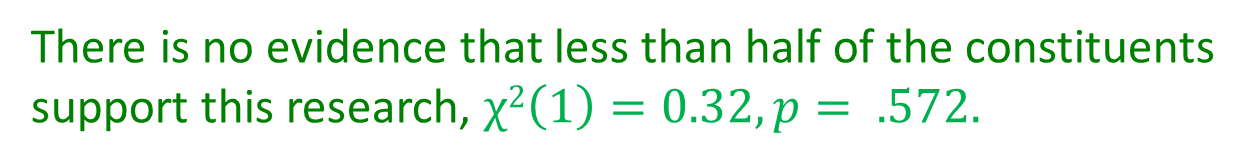 There is no evidence that less than half of the constituents
support this research, χ²(1) = 0.32, p = .572.